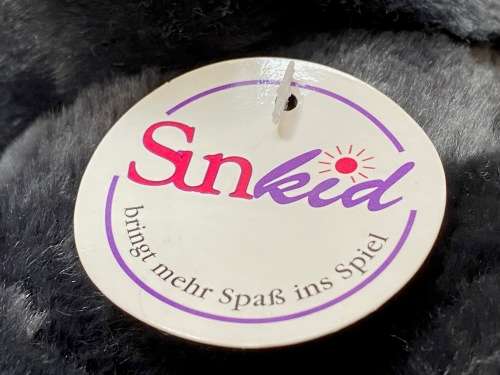 Sunkid
bringt mehr Spaß ins Spiel